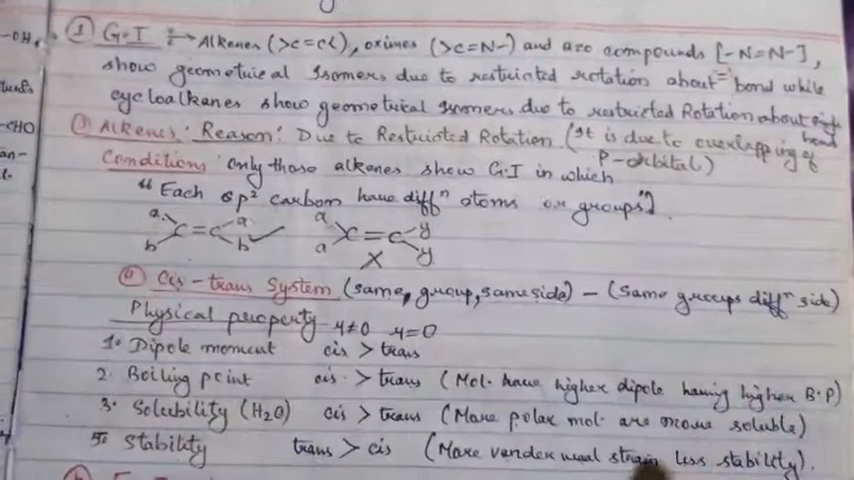 -OH,
① G.I → Alkenes (>C=C<), oximes (>C=N-) and azo compounds [-N=N-],
show geometrical Isomers due to restricted rotation about = bond while
cycloalkanes show geometrical Isomers due to restricted Rotation about single bond
-CHO
① Alkenes: Reason: Due to Restricted Rotation (It is due to overlapping of P-orbital)
Conditions only those alkenes show G.I in which
"Each sp² carbon have diffⁿ atoms or groups"
a b C=C a b ✓ a a C=C y y X
ⓐ Cis-trans System (same group, same side) - (Same groups diffⁿ side)
Physical property μ≠0 μ=0
1. Dipole moment cis > trans
2. Boiling point cis > trans (Mol. have higher dipole having higher B.P)
3. Solubility (H₂O) cis > trans (More polar mol. are more soluble)
5. Stability trans > cis (More vander waal strain less stability).